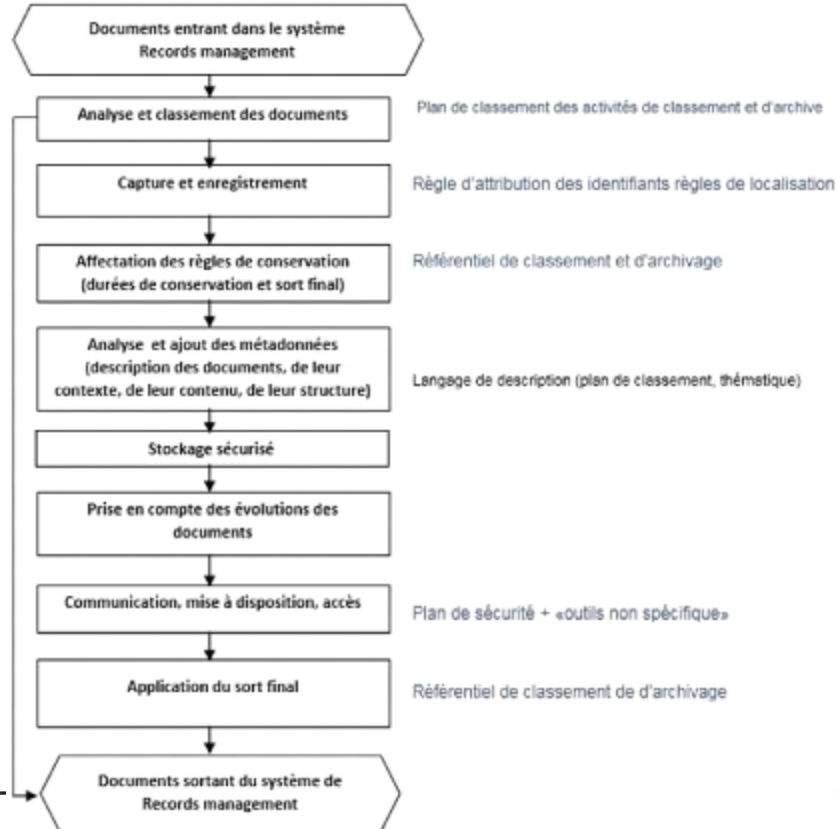 Documents entrant dans le système
Records management
Analyse et classement des documents
Plan de classement des activités de classement et d'archive
Capture et enregistrement
Règle d'attribution des identifiants règles de localisation
Affectation des règles de conservation
(durées de conservation et sort final)
Référentiel de classement et d'archivage
Analyse et ajout des métadonnées
(description des documents, de leur
contexte, de leur contenu, de leur structure)
Langage de description (plan de classement, thématique)
Stockage sécurisé
Prise en compte des évolutions des
documents
Communication, mise à disposition, accès
Plan de sécurité + «outils non spécifique»
Application du sort final
Référentiel de classement de d'archivage
Documents sortant du système de
Records management